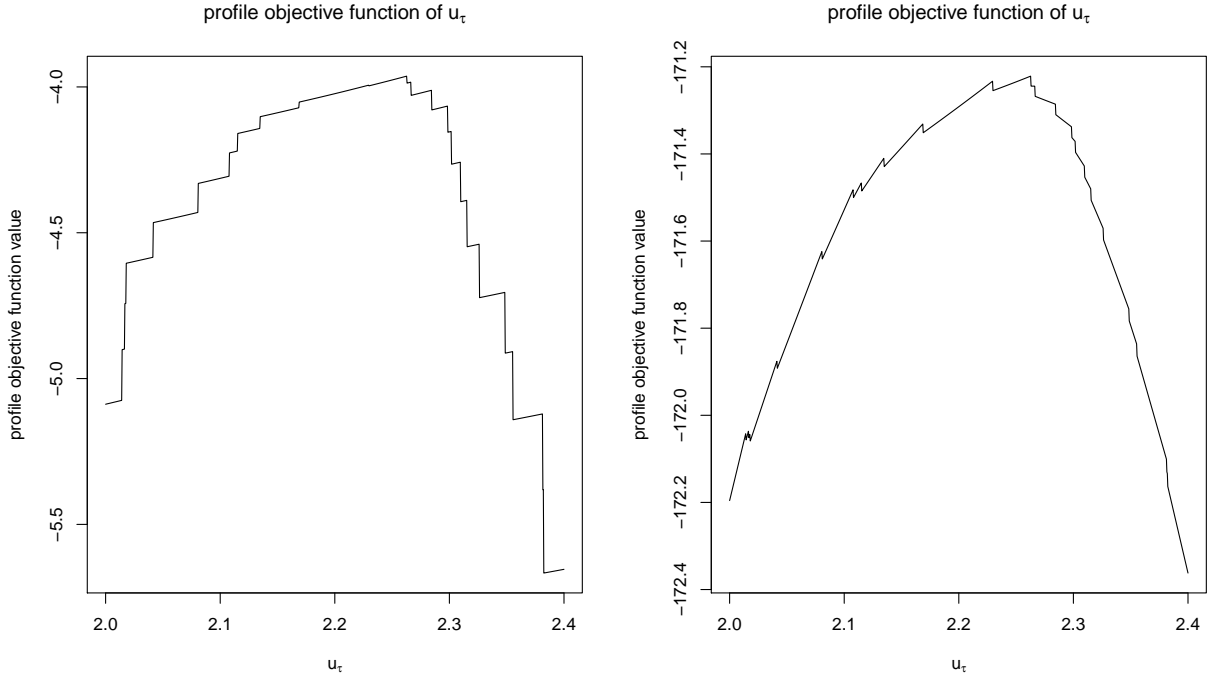 profile objective function of uτ
profile objective function value
−4.0
−4.5
−5.0
−5.5
2.0 2.1 2.2 2.3 2.4
uτ
profile objective function of uτ
profile objective function value
−171.2
−171.4
−171.6
−171.8
−172.0
−172.2
−172.4
2.0 2.1 2.2 2.3 2.4
uτ